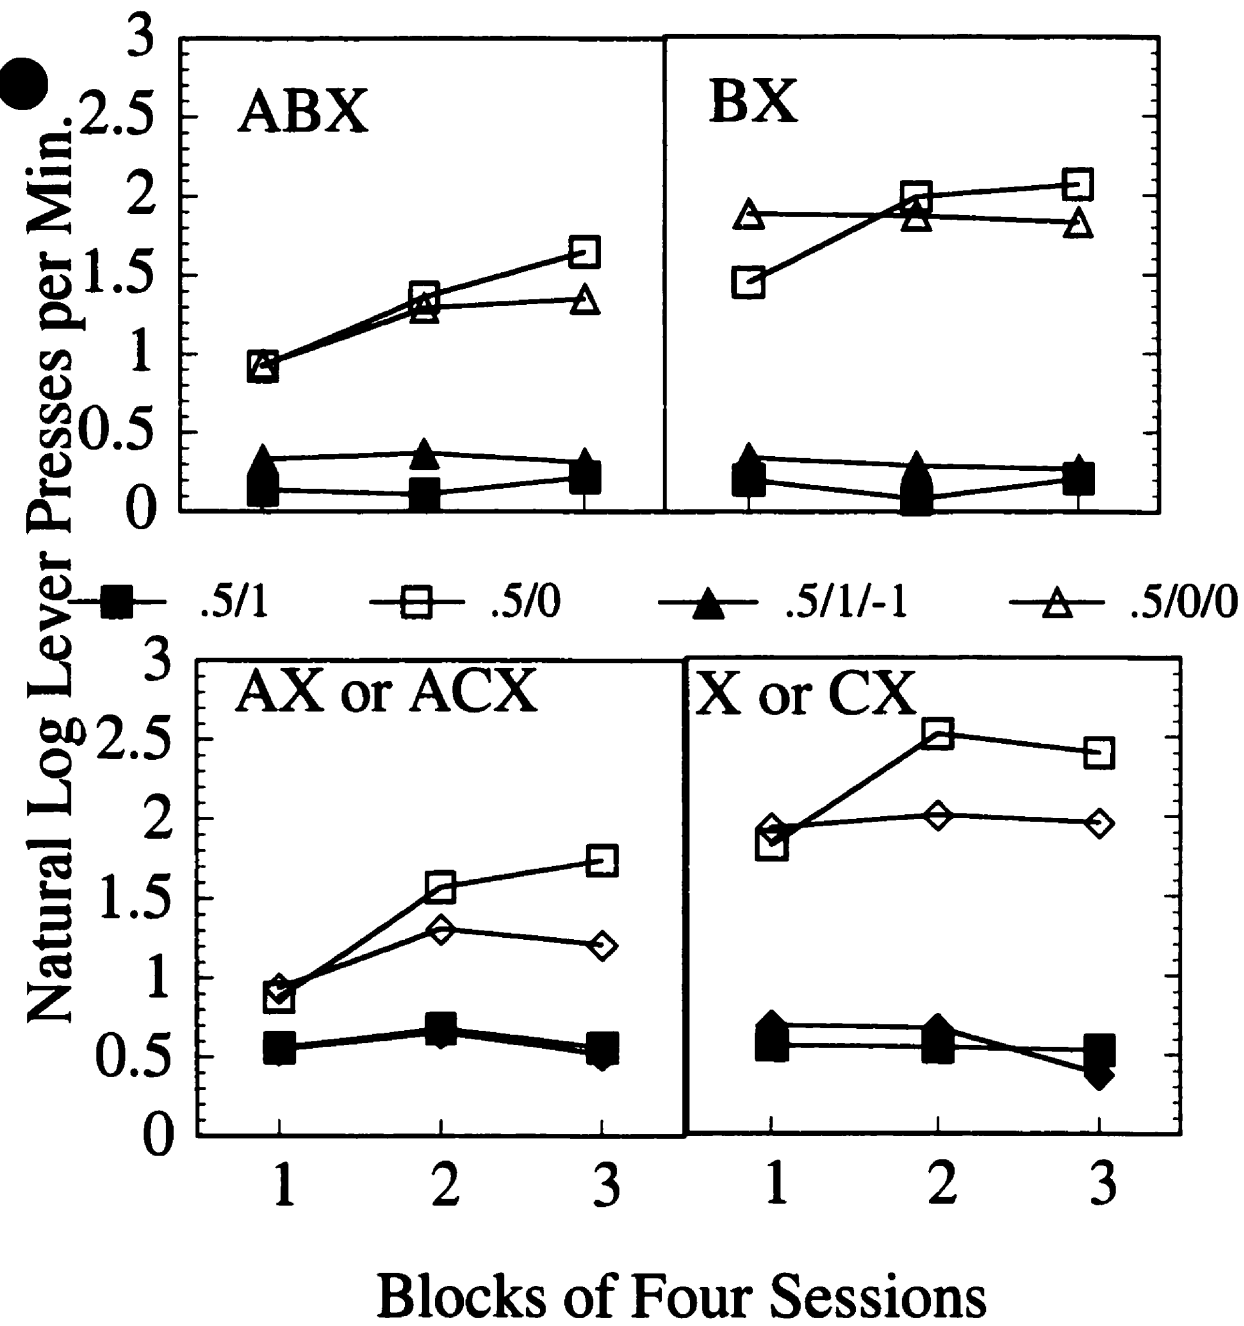 Natural Log Lever Presses per Min.
3
2.5
2
1.5
1
0.5
0
ABX
BX
.5/1
.5/0
.5/1/-1
.5/0/0
3
2.5
2
1.5
1
0.5
0
AX or ACX
X or CX
1 2 3 1 2 3
Blocks of Four Sessions